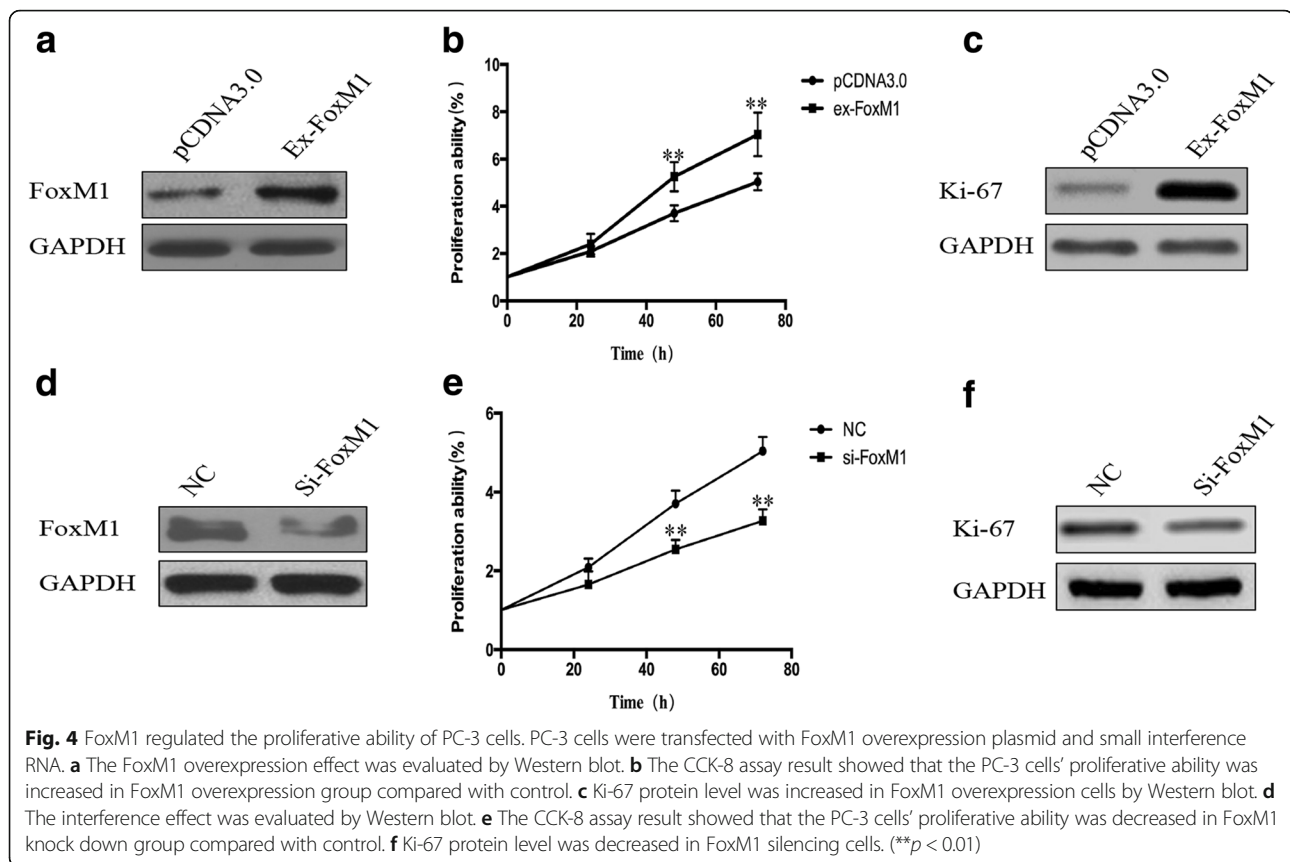 a
pCDNA3.0
Ex-FoxM1
FoxM1
GAPDH
b
Proliferation ability(%)
10
8
6
4
2
0
0 20 40 60 80
Time (h)
pCDNA3.0
ex-FoxM1
**
**
c
pCDNA3.0
Ex-FoxM1
Ki-67
GAPDH
d
NC
Si-FoxM1
FoxM1
GAPDH
e
Proliferation ability(%)
6
4
2
0
0 20 40 60 80
Time (h)
NC
si-FoxM1
**
**
f
NC
Si-FoxM1
Ki-67
GAPDH
Fig. 4 FoxM1 regulated the proliferative ability of PC-3 cells. PC-3 cells were transfected with FoxM1 overexpression plasmid and small interference
RNA. a The FoxM1 overexpression effect was evaluated by Western blot. b The CCK-8 assay result showed that the PC-3 cells' proliferative ability was
increased in FoxM1 overexpression group compared with control. c Ki-67 protein level was increased in FoxM1 overexpression cells by Western blot. d
The interference effect was evaluated by Western blot. e The CCK-8 assay result showed that the PC-3 cells' proliferative ability was decreased in FoxM1
knock down group compared with control. f Ki-67 protein level was decreased in FoxM1 silencing cells. (**p < 0.01)